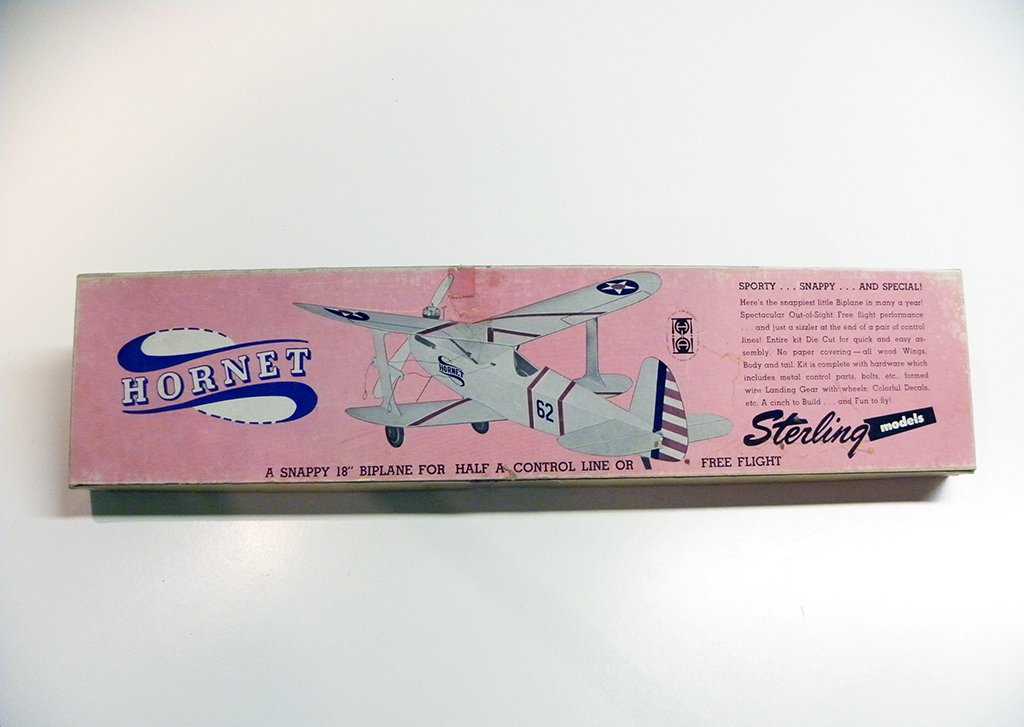 HORNET
HORNET
62
SPORTY . . . SNAPPY . . . AND SPECIAL!
Here's the snappiest little Biplane in many a year!
Spectacular Out-of-Sight Free flight performance
. . . and just a sizzler at the end of a pair of control
lines! Entire kit Die Cut for quick and easy as-
sembly. No paper covering — all wood Wings,
Body and tail. Kit is complete with hardware which
includes metal control parts, bolts, etc., formed
wire Landing Gear with wheels; Colorful Decals,
etc. A cinch to Build . . . and Fun to fly!
Sterling models
A SNAPPY 18" BIPLANE FOR HALF A CONTROL LINE OR FREE FLIGHT